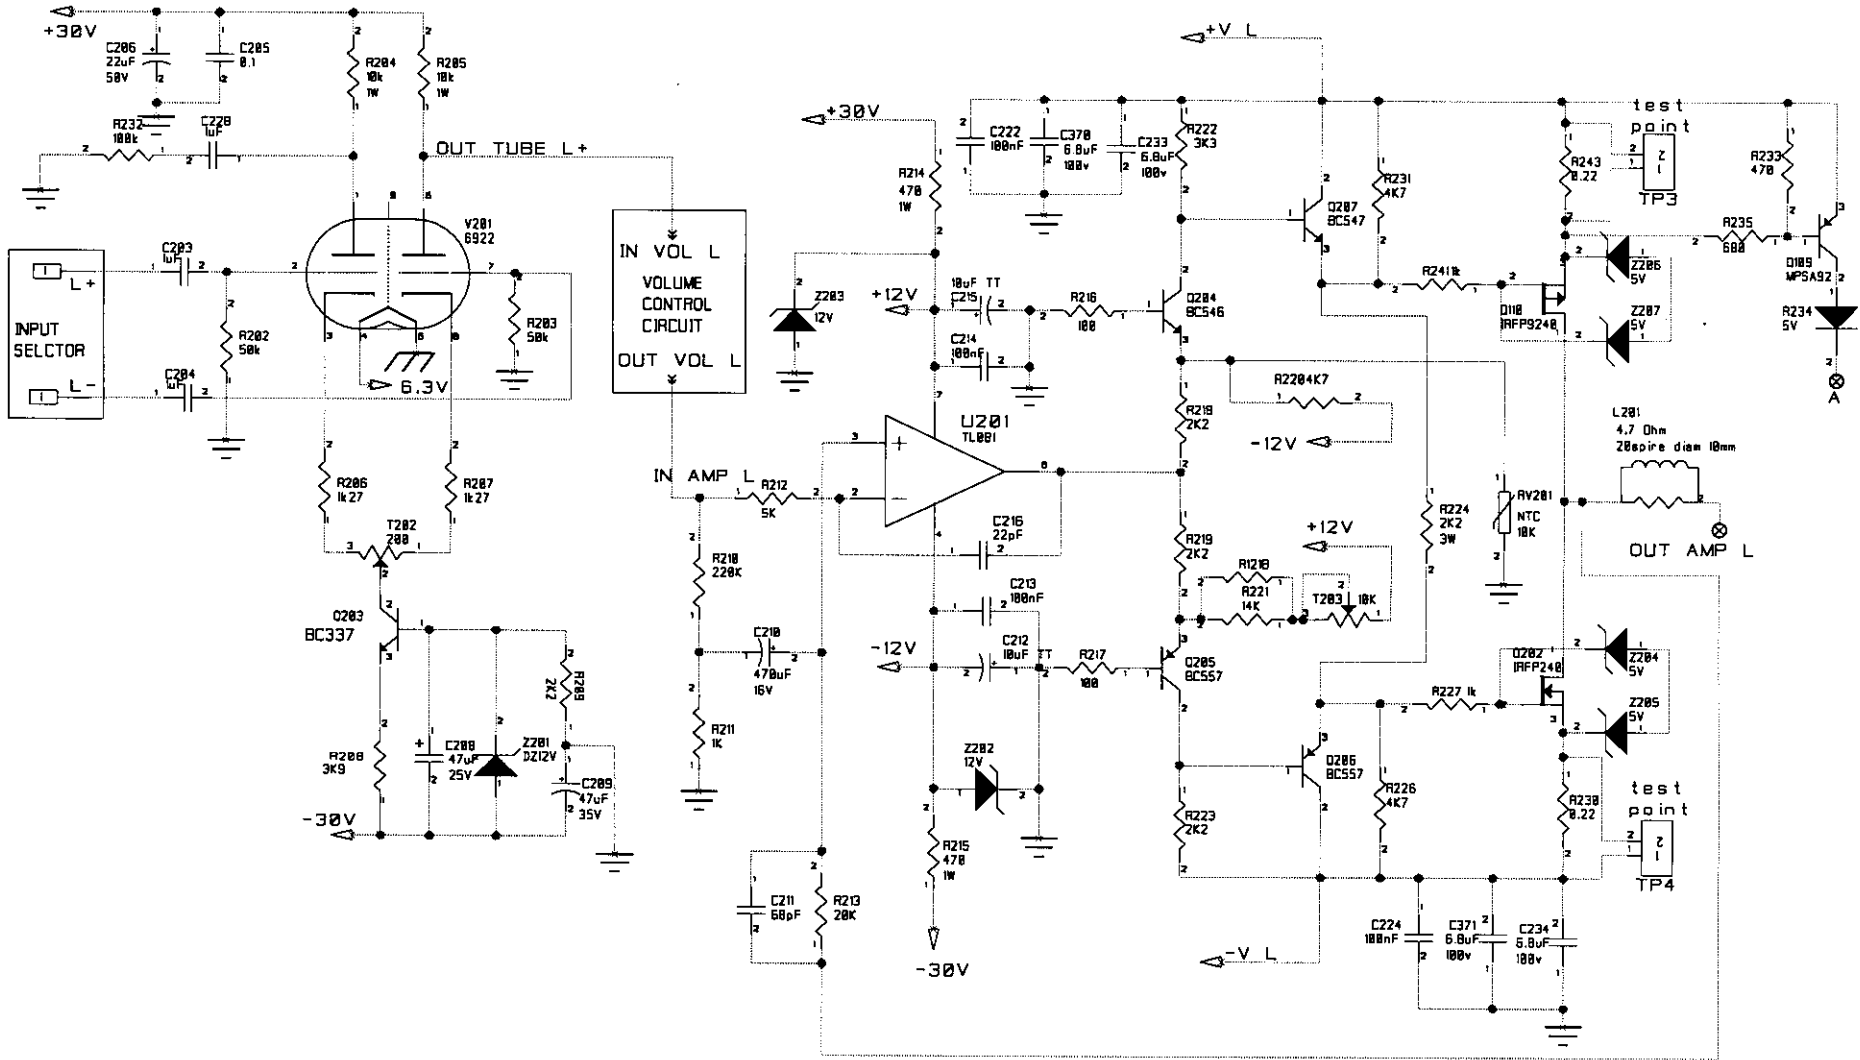 +30V
C206
22uF
50V
C205
0.1
R204
10k
1W
R205
10k
1W
R232
100k
C228
1uF
OUT TUBE L+
V201
6922
INPUT
SELCTOR
L+
L-
C203
1uF
C204
1uF
R202
50k
R203
50k
6.3V
R206
1k27
R207
1k27
T202
200
Q203
BC337
R208
3K9
C208
47uF
25V
Z201
DZ12V
R209
2K2
C209
47uF
35V
-30V
IN VOL L
VOLUME
CONTROL
CIRCUIT
OUT VOL L
IN AMP L
R212
5K
R210
220K
R211
1K
C210
470uF
16V
C211
68pF
R213
20K
+30V
R214
470
1W
Z203
12V
+12V
10uF TT
C215
C214
100nF
R216
100
U201
TL081
C216
22pF
C213
100nF
C212
10uF TT
-12V
R217
100
Z202
12V
R215
470
1W
-30V
+V L
C222
100nF
C370
6.8uF
100v
C233
6.8uF
100v
R222
3K3
Q207
BC547
R231
4K7
Q204
BC546
R2204K7
-12V
R218
2K2
R219
2K2
R121B
R221
14K
T203
10K
+12V
R224
2K2
3W
RV201
NTC
10K
Q205
BC557
Q206
BC557
R223
2K2
R226
4K7
R227 1k
-V L
R241 1k
Q110
IRFP9240
R243
0.22
test
point
TP3
Z206
5V
Z207
5V
R235
680
R233
470
Q109
MPSA92
R234
5V
A
L201
4.7 Ohm
20spire diam 10mm
OUT AMP L
Q202
IRFP240
Z204
5V
Z205
5V
R230
0.22
test
point
TP4
C224
100nF
C371
6.8uF
100v
C234
6.8uF
100v